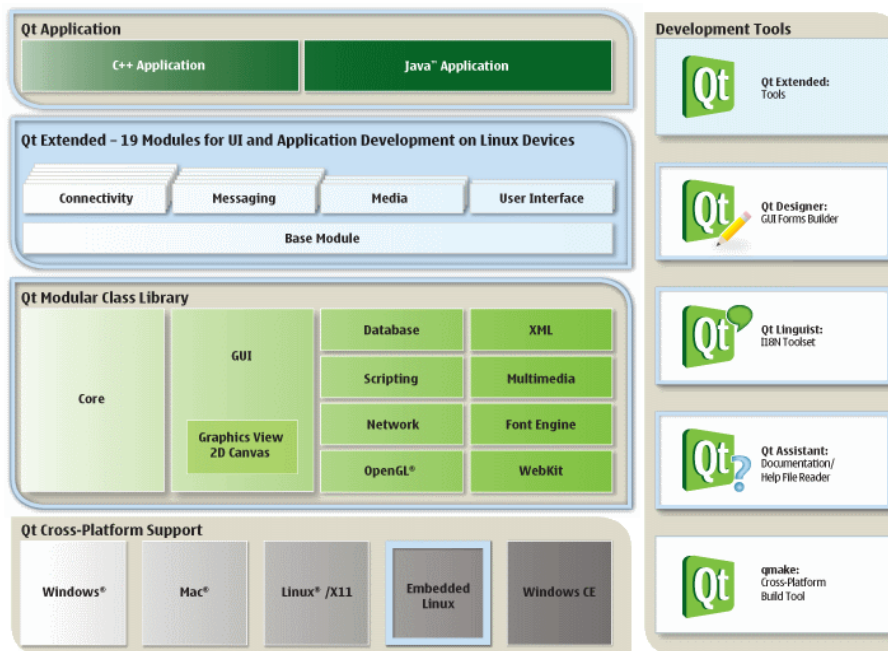 Qt Application
C++ Application
Java™ Application
Qt Extended – 19 Modules for UI and Application Development on Linux Devices
Connectivity
Messaging
Media
User Interface
Base Module
Qt Modular Class Library
Core
GUI
Graphics View
2D Canvas
Database
XML
Scripting
Multimedia
Network
Font Engine
OpenGL®
WebKit
Qt Cross-Platform Support
Windows®
Mac®
Linux® /X11
Embedded
Linux
Windows CE
Development Tools
Qt
Qt Extended:
Tools
Qt
Qt Designer:
GUI Forms Builder
Qt
Qt Linguist:
I18N Toolset
Qt
Qt Assistant:
Documentation/
Help File Reader
Qt
qmake:
Cross-Platform
Build Tool